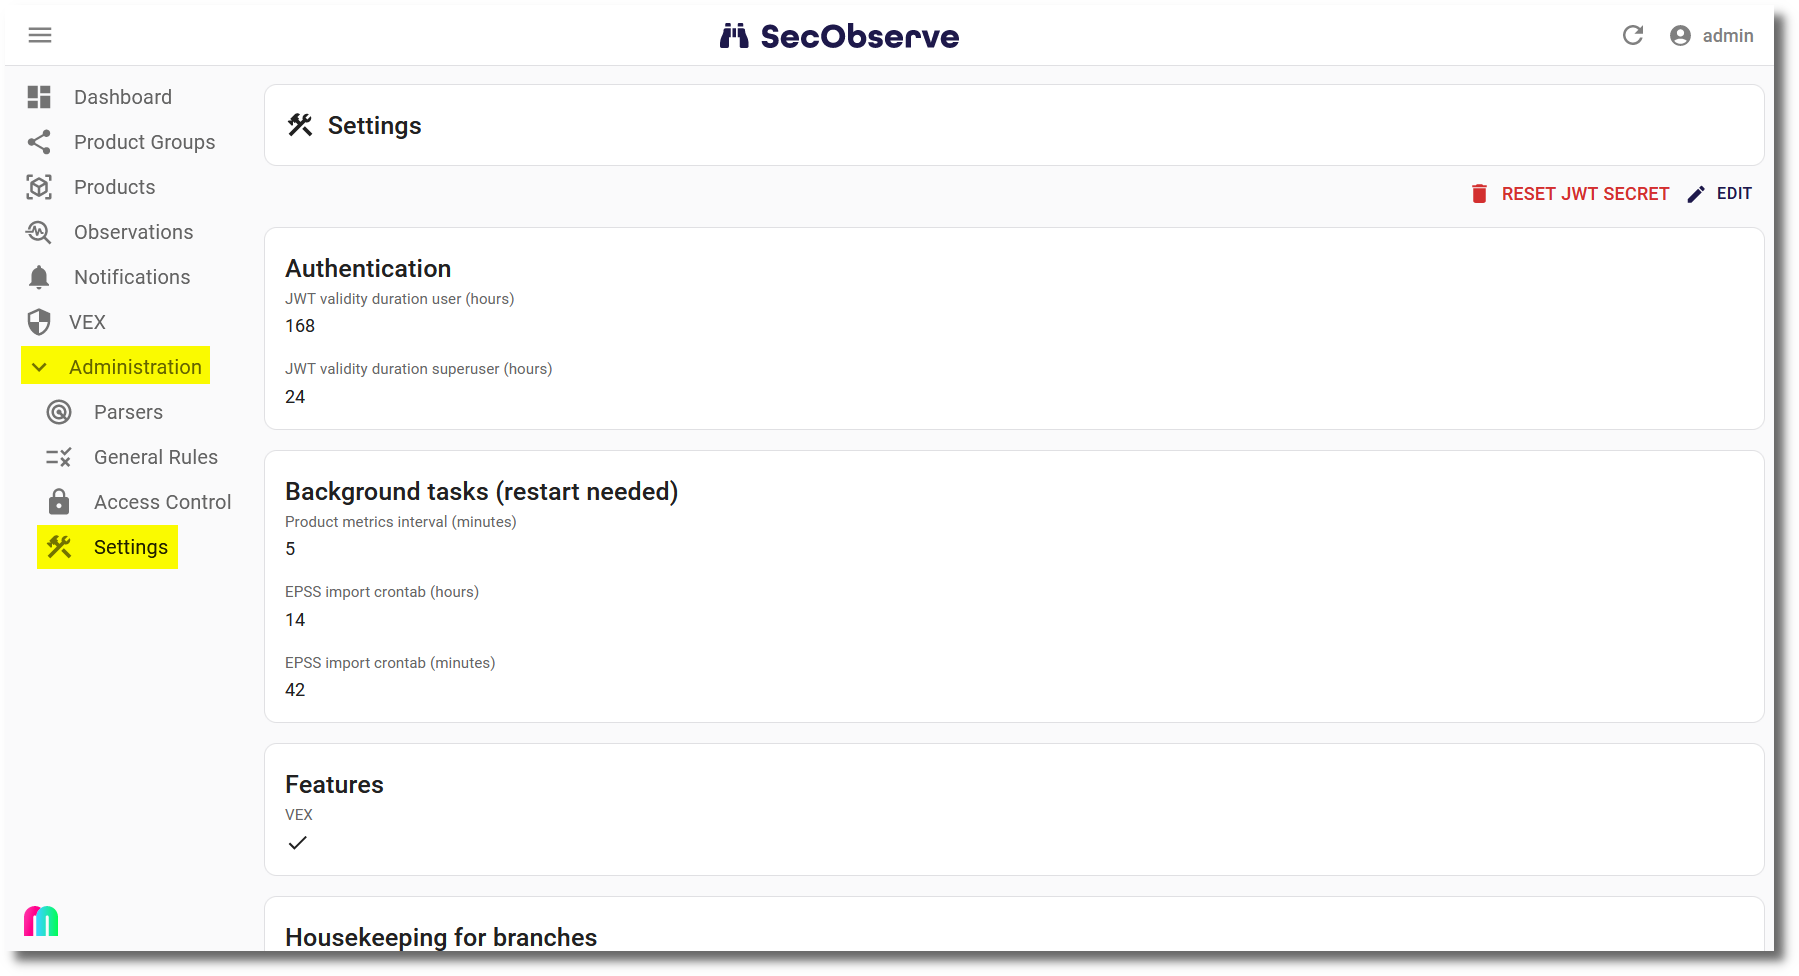 SecObserve
admin
Dashboard
Product Groups
Products
Observations
Notifications
VEX
Administration
Parsers
General Rules
Access Control
Settings
Settings
RESET JWT SECRET
EDIT
Authentication
JWT validity duration user (hours)
168
JWT validity duration superuser (hours)
24
Background tasks (restart needed)
Product metrics interval (minutes)
5
EPSS import crontab (hours)
14
EPSS import crontab (minutes)
42
Features
VEX
Housekeeping for branches